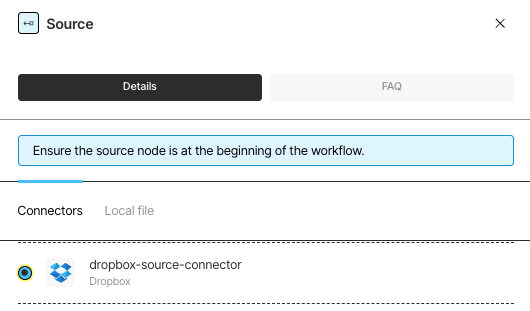 Source
Details
FAQ
Ensure the source node is at the beginning of the workflow.
Connectors
Local file
dropbox-source-connector
Dropbox